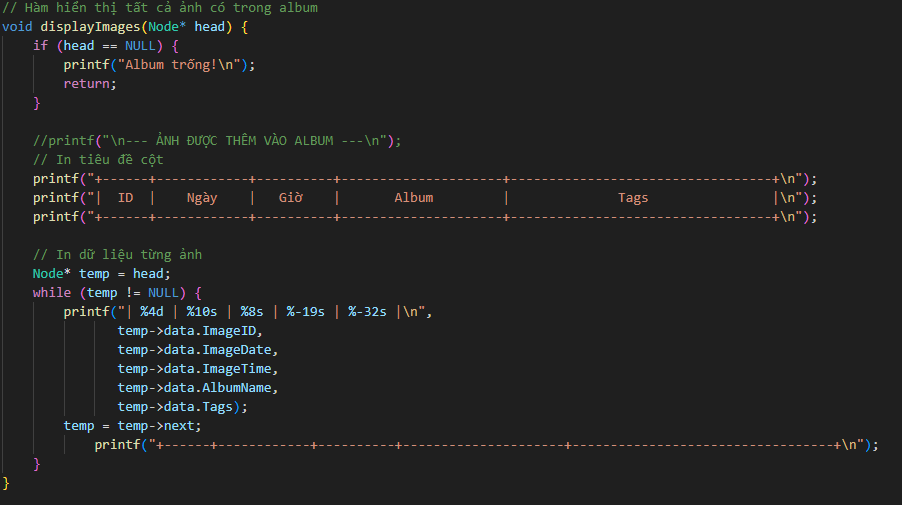 // Hàm hiển thị tất cả ảnh có trong album
void displayImages(Node* head) {
    if (head == NULL) {
        printf("Album trống!\n");
        return;
    }
    //printf("\n--- ẢNH ĐƯỢC THÊM VÀO ALBUM ---\n");
    // In tiêu đề cột
    printf("+------+------------+----------+---------------------+----------------------------------+\n");
    printf("|  ID  |    Ngày    |   Giờ    |       Album         |              Tags                |\n");
    printf("+------+------------+----------+---------------------+----------------------------------+\n");
    // In dữ liệu từng ảnh
    Node* temp = head;
    while (temp != NULL) {
        printf("| %4d | %10s | %8s | %-19s | %-32s |\n",
               temp->data.ImageID,
               temp->data.ImageDate,
               temp->data.ImageTime,
               temp->data.AlbumName,
               temp->data.Tags);
        temp = temp->next;
            printf("+------+------------+----------+---------------------+----------------------------------+\n");
    }
}